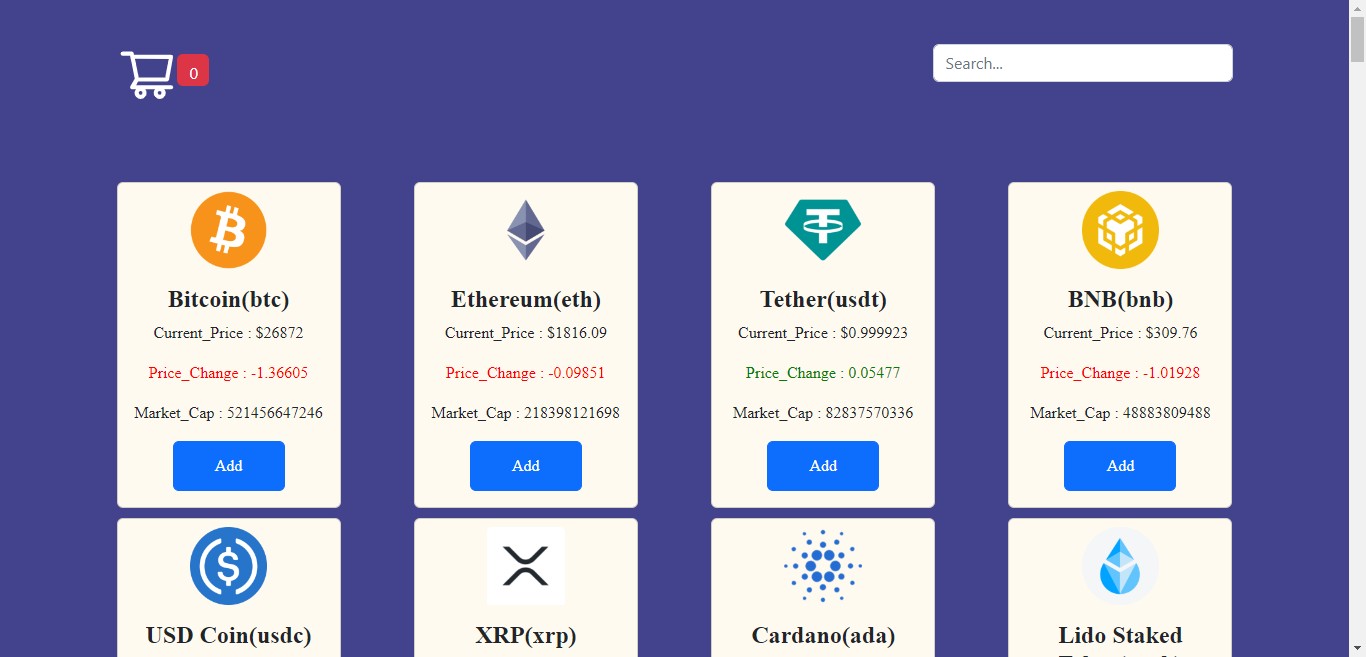 0
Search...
Bitcoin(btc)
Current_Price : $26872
Price_Change : -1.36605
Market_Cap : 521456647246
Add
Ethereum(eth)
Current_Price : $1816.09
Price_Change : -0.09851
Market_Cap : 218398121698
Add
Tether(usdt)
Current_Price : $0.999923
Price_Change : 0.05477
Market_Cap : 82837570336
Add
BNB(bnb)
Current_Price : $309.76
Price_Change : -1.01928
Market_Cap : 48883809488
Add
USD Coin(usdc)
XRP(xrp)
Cardano(ada)
Lido Staked